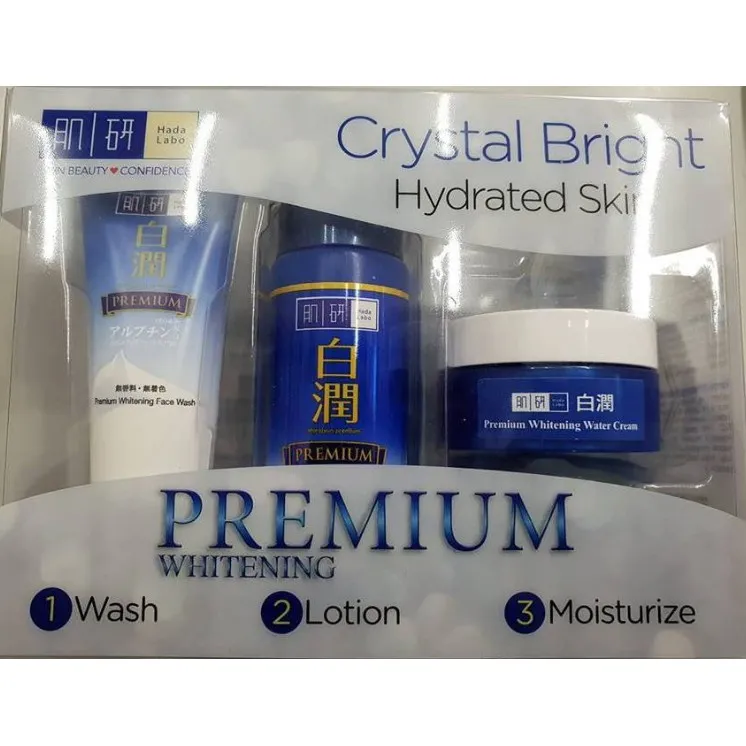 肌 研 Hada Labo
SKIN BEAUTY ♥ CONFIDENCE
Crystal Bright
Hydrated Skin
肌 研
白潤
PREMIUM
アルブチン
無香料・無着色
Premium Whitening Face Wash
肌 研 Hada Labo
白潤
PREMIUM
肌 研 Hada Labo 白潤
Premium Whitening Water Cream
PREMIUM
WHITENING
1 Wash
2 Lotion
3 Moisturize